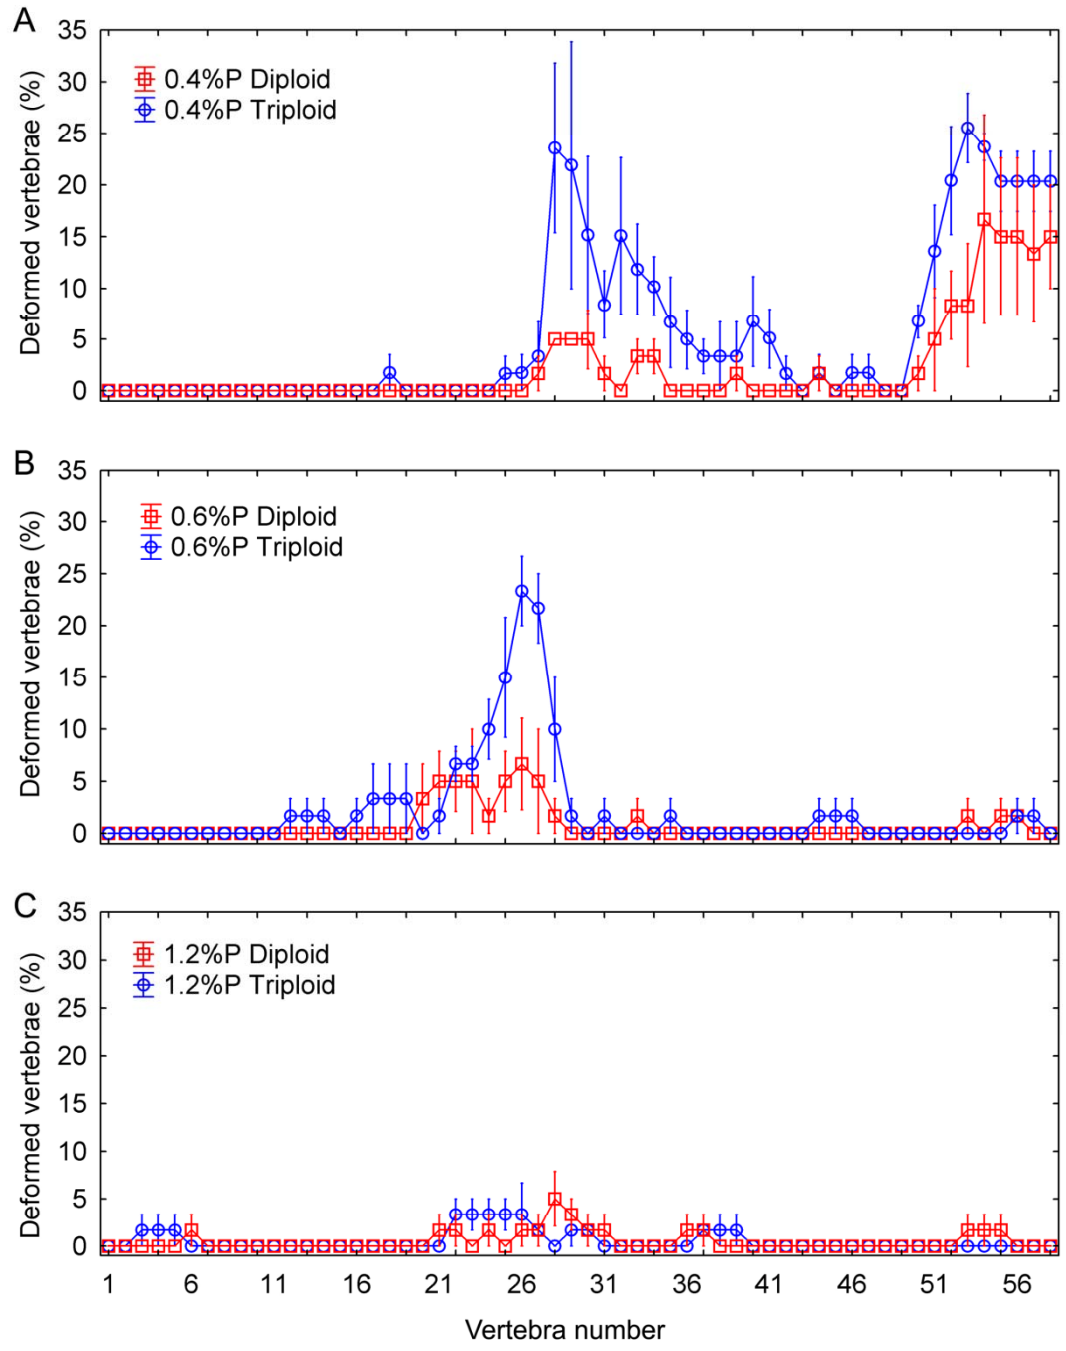 A
35
30
25
20
15
10
5
0
Deformed vertebrae (%)
0.4%P Diploid
0.4%P Triploid
B
35
30
25
20
15
10
5
0
Deformed vertebrae (%)
0.6%P Diploid
0.6%P Triploid
C
35
30
25
20
15
10
5
0
Deformed vertebrae (%)
1.2%P Diploid
1.2%P Triploid
1 6 11 16 21 26 31 36 41 46 51 56
Vertebra number